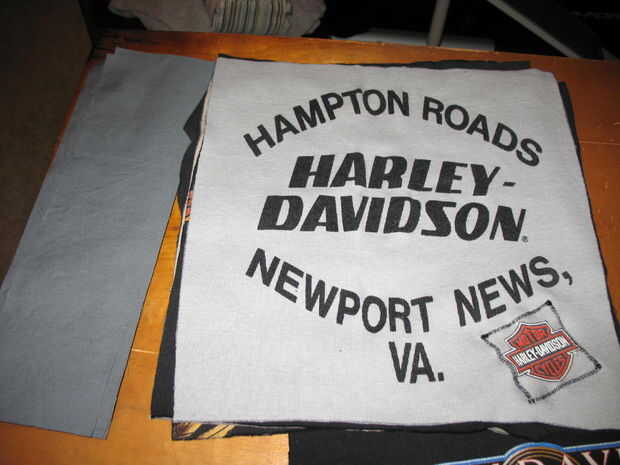 HAMPTON ROADS
HARLEY-
DAVIDSON®
NEWPORT NEWS,
VA.
HARLEY-DAVIDSON